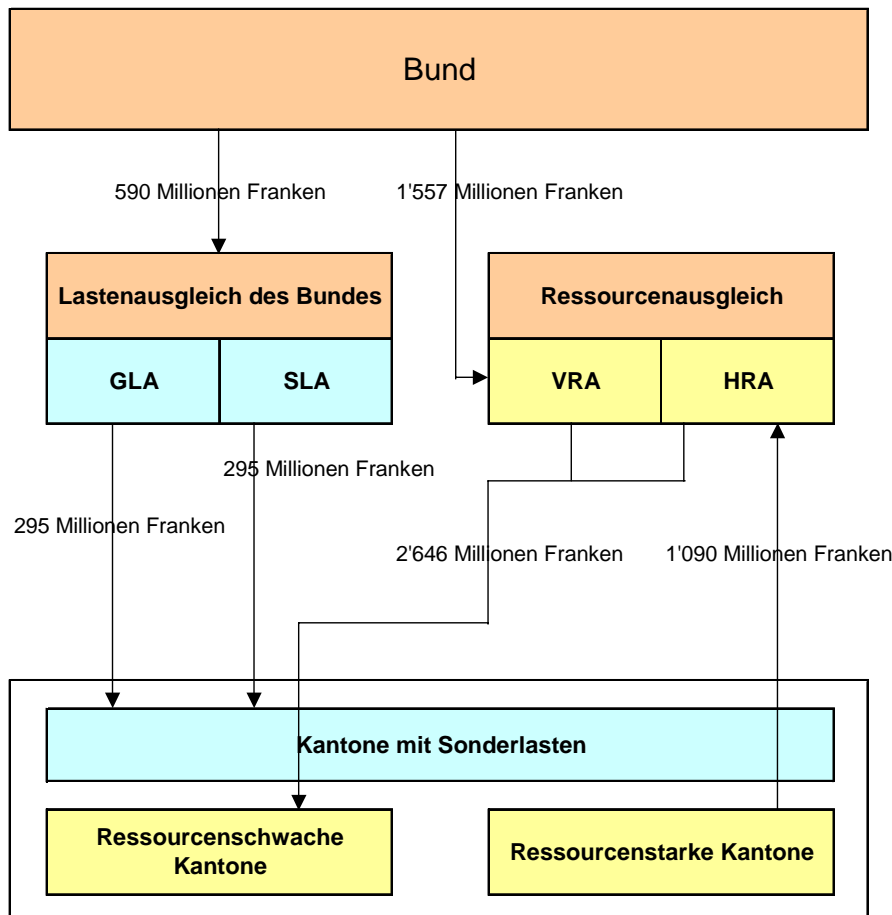 Bund
590 Millionen Franken
1'557 Millionen Franken
Lastenausgleich des Bundes
Ressourcenausgleich
GLA
SLA
VRA
HRA
295 Millionen Franken
295 Millionen Franken
2'646 Millionen Franken
1'090 Millionen Franken
Kantone mit Sonderlasten
Ressourcenschwache
Kantone
Ressourcenstarke Kantone